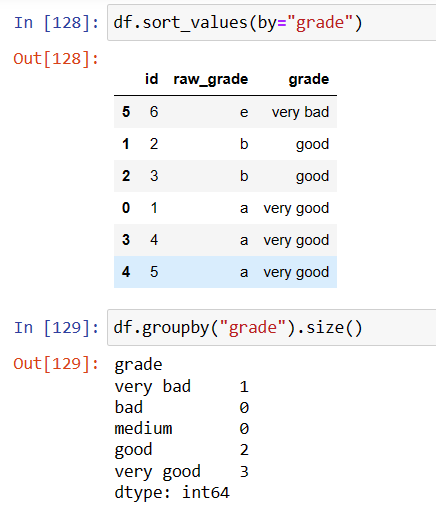 In [128]: df.sort_values(by="grade")
Out[128]:
id raw_grade grade
5 6 e very bad
1 2 b good
2 3 b good
0 1 a very good
3 4 a very good
4 5 a very good
In [129]: df.groupby("grade").size()
Out[129]: grade
very bad 1
bad 0
medium 0
good 2
very good 3
dtype: int64